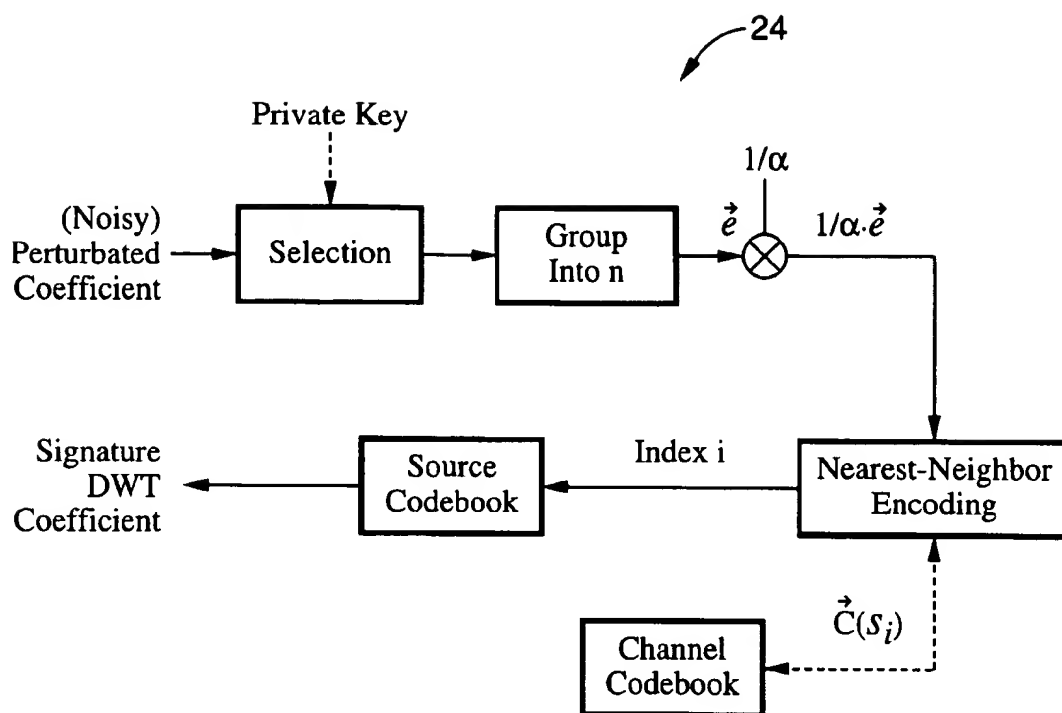 24
Private Key
1/α
(Noisy)
Perturbated
Coefficient
Selection
Group
Into n
e⃗
1/α·e⃗
Signature
DWT
Coefficient
Source
Codebook
Index i
Nearest-Neighbor
Encoding
C⃗(Sᵢ)
Channel
Codebook